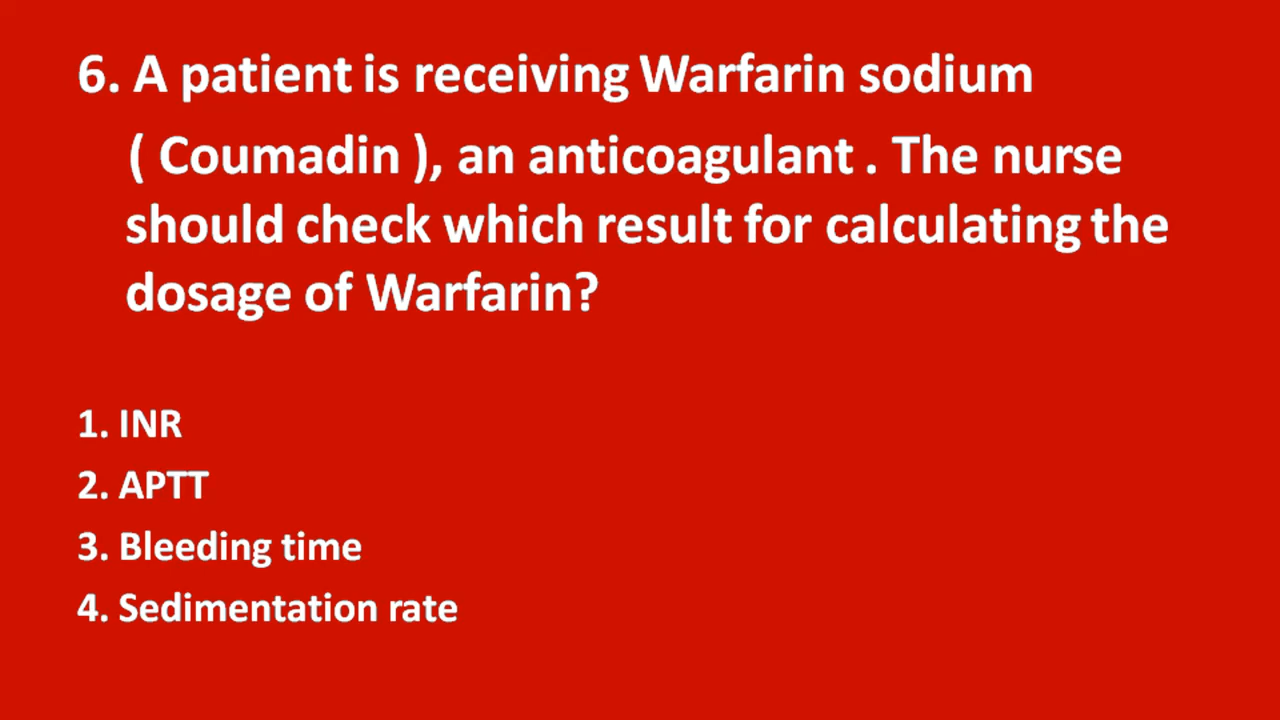 6. A patient is receiving Warfarin sodium
( Coumadin ), an anticoagulant . The nurse
should check which result for calculating the
dosage of Warfarin?
1. INR
2. APTT
3. Bleeding time
4. Sedimentation rate